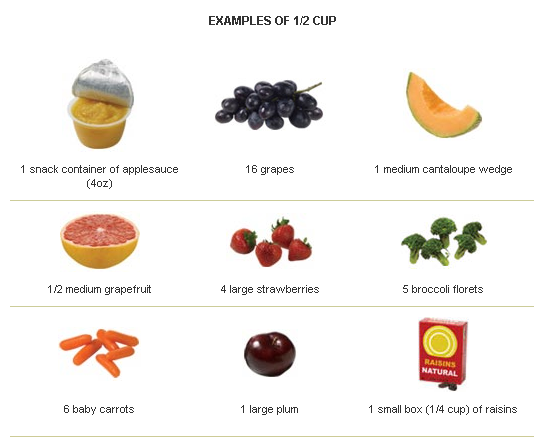 EXAMPLES OF 1/2 CUP
1 snack container of applesauce
(4oz)
16 grapes
1 medium cantaloupe wedge
1/2 medium grapefruit
4 large strawberries
5 broccoli florets
RAISINS
NATURAL
6 baby carrots
1 large plum
1 small box (1/4 cup) of raisins